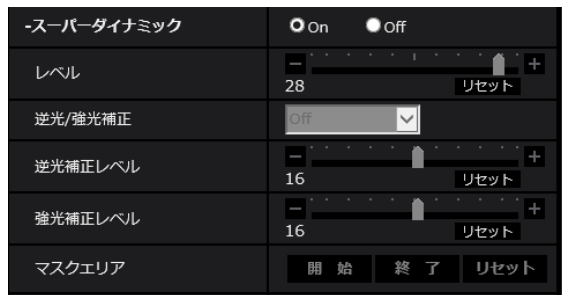 -スーパーダイナミック On Off
レベル - +
28 リセット
逆光/強光補正 Off
逆光補正レベル - +
16 リセット
強光補正レベル - +
16 リセット
マスクエリア 開 始 終 了 リセット